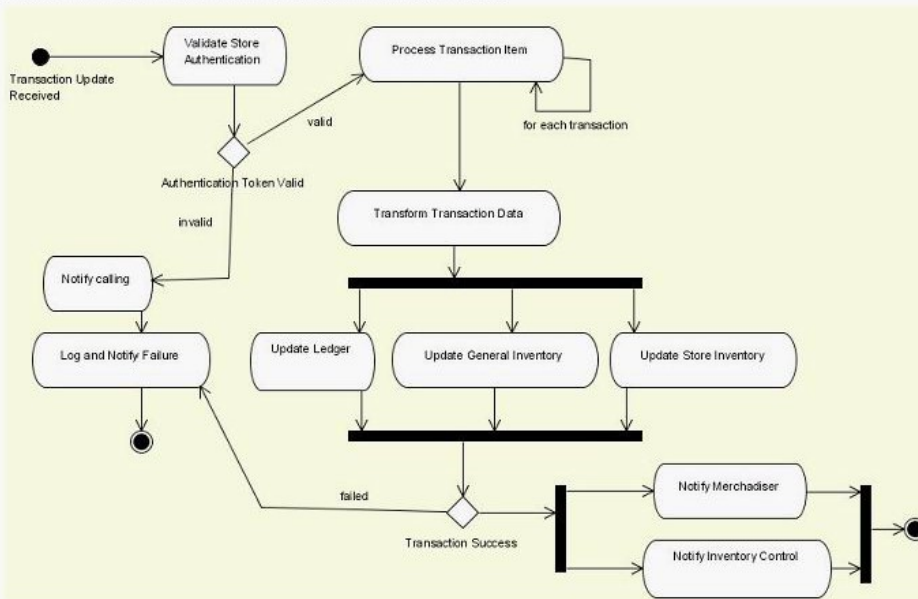 Validate Store
Authentication
Process Transaction Item
Transaction Update
Received
for each transaction
valid
Authentication Token Valid
Transform Transaction Data
invalid
Notify calling
Log and Notify Failure
Update Ledger
Update General Inventory
Update Store Inventory
failed
Notify Merchadiser
Transaction Success
Notify Inventory Control